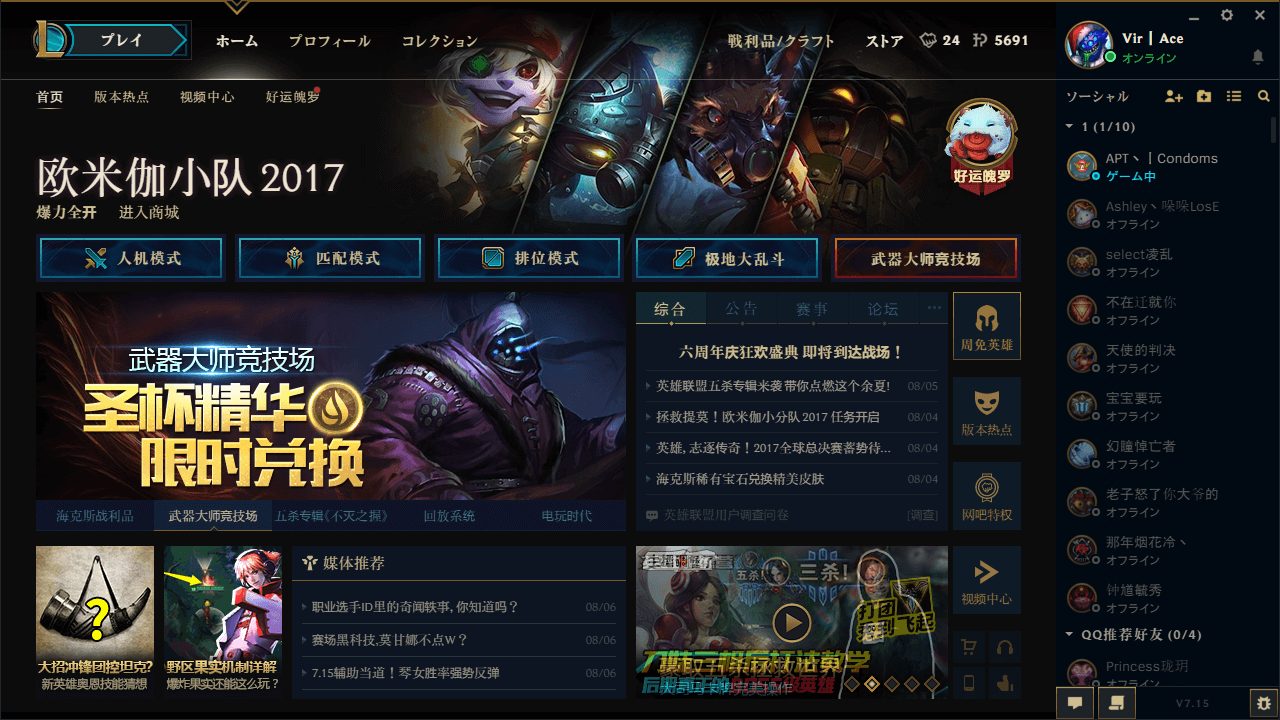 プレイ
ホーム
プロフィール
コレクション
戦利品/クラフト
ストア
24
5691
Vir丨Ace
オンライン
首页
版本热点
视频中心
好运魄罗
欧米伽小队 2017
爆力全开
进入商城
好运魄罗
人机模式
匹配模式
排位模式
极地大乱斗
武器大师竞技场
武器大师竞技场
圣杯精华
限时兑换
海克斯战利品
武器大师竞技场
五杀专辑《不灭之握》
回放系统
电玩时代
综合
公告
赛事
论坛
···
六周年庆狂欢盛典 即将到达战场！
英雄联盟五杀专辑来袭 带你点燃这个余夏! 08/05
拯救提莫！欧米伽小分队 2017 任务开启 08/04
英雄, 志逐传奇！2017全球总决赛蓄势待... 08/04
海克斯稀有宝石兑换精美皮肤 08/04
英雄联盟用户调查问卷 [调查]
周免英雄
版本热点
网吧特权
视频中心
?
大招冲锋团控坦克?
新英雄奥恩技能猜想
野区果实机制详解
爆炸果实还能这么玩？
媒体推荐
职业选手ID里的奇闻轶事, 你知道吗？ 08/06
赛场黑科技, 莫甘娜不点W？ 08/06
7.15辅助当道！琴女胜率强势反弹 08/06
五杀！
三杀！
打团
ソーシャル
1 (1/10)
APT丶丨Condoms
ゲーム中
Ashley丶哚哚LosE
オフライン
select凌乱
オフライン
不在迁就你
オフライン
天使的判决
オフライン
宝宝要玩
オフライン
幻瞳悼亡者
オフライン
老子怒了你大爷的
オフライン
那年烟花冷丶
オフライン
钟道毓秀
オフライン
QQ推荐好友 (0/4)
Princess珑玥
V7.15